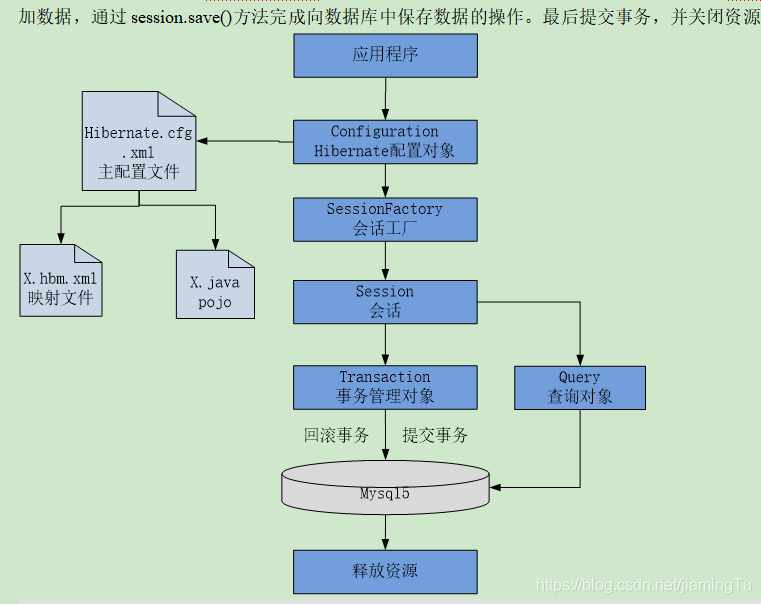 加数据，通过 session.save()方法完成向数据库中保存数据的操作。最后提交事务，并关闭资源
应用程序
Hibernate.cfg
.xml
主配置文件
Configuration
Hibernate配置对象
SessionFactory
会话工厂
X.hbm.xml
映射文件
X.java
pojo
Session
会话
Transaction
事务管理对象
Query
查询对象
回滚事务 提交事务
Mysql5
释放资源
https://blog.csdn.net/jiamingTu